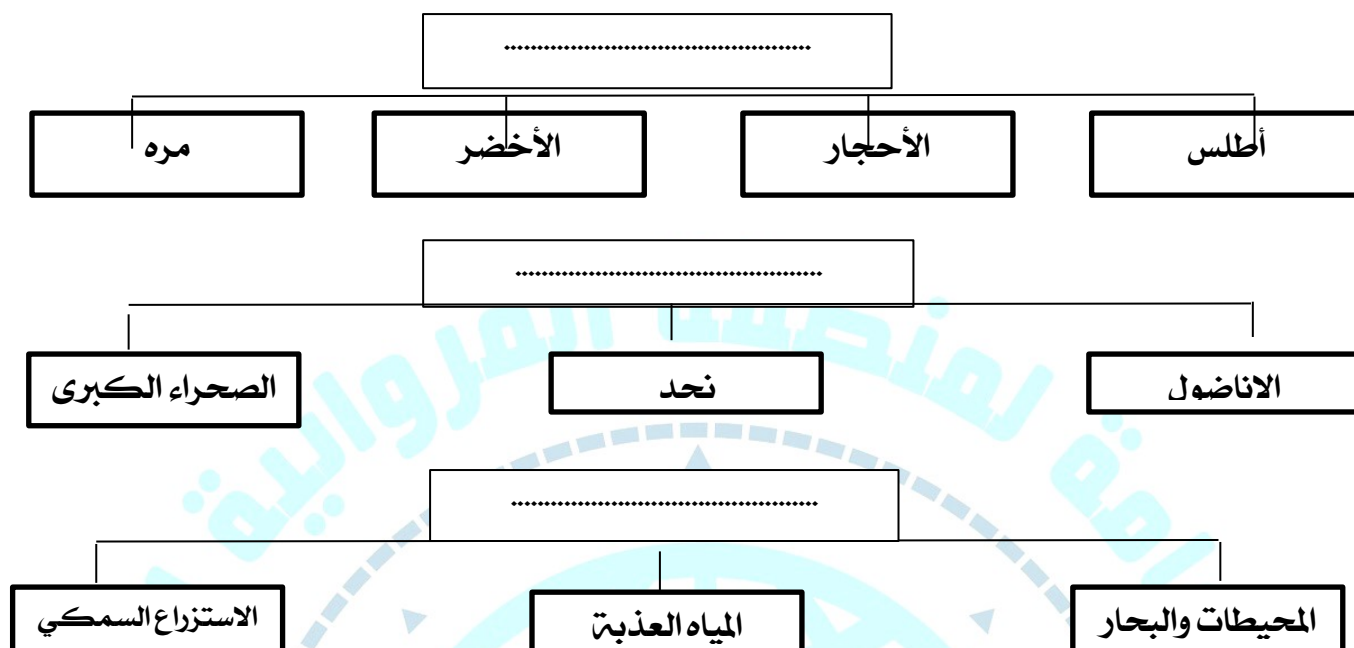 ..............................................
أطلس الأحجار الأخضر مره
..............................................
الاناضول نحد الصحراء الكبرى
..............................................
المحيطات والبحار المياه العذبة الاستزراع السمكي